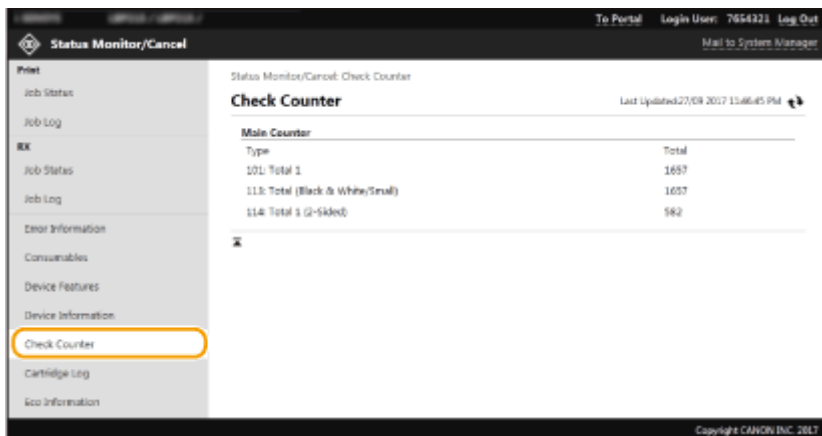 To Portal Login User: 7654321 Log Out
Status Monitor/Cancel
Mail to System Manager
Print
Job Status
Job Log
RX
Job Status
Job Log
Error Information
Consumables
Device Features
Device Information
Check Counter
Cartridge Log
Eco Information
Status Monitor/Cancel: Check Counter
Check Counter
Last Updated:27/09 2017 11:46:45 PM
Main Counter
Type Total
101: Total 1 1657
113: Total (Black & White/Small) 1657
114: Total 1 (2-Sided) 582
Copyright CANON INC. 2017